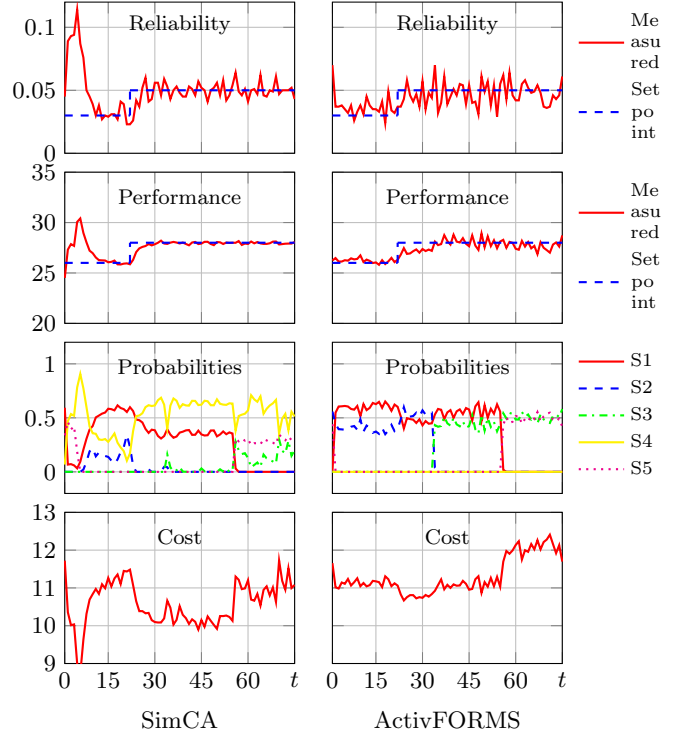 0.1
0.05
0
Reliability
Reliability
Me
asu
red
Set
po
int
35
30
25
20
Performance
Performance
Me
asu
red
Set
po
int
1
0.5
0
Probabilities
Probabilities
S1
S2
S3
S4
S5
13
12
11
10
9
Cost
Cost
0 15 30 45 60 t
0 15 30 45 60 t
SimCA
ActivFORMS